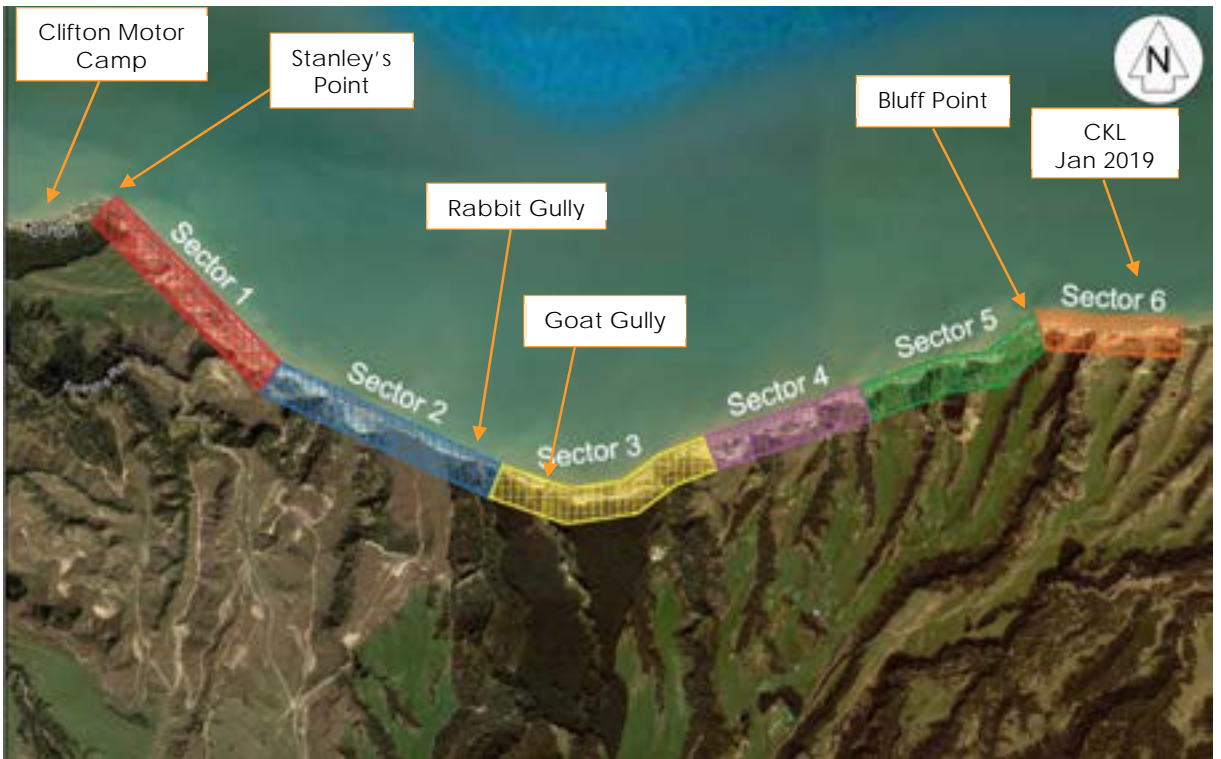 Clifton Motor
Camp
Stanley's
Point
N
Bluff Point
CKL
Jan 2019
Rabbit Gully
Goat Gully
Sector 1
Sector 2
Sector 3
Sector 4
Sector 5
Sector 6